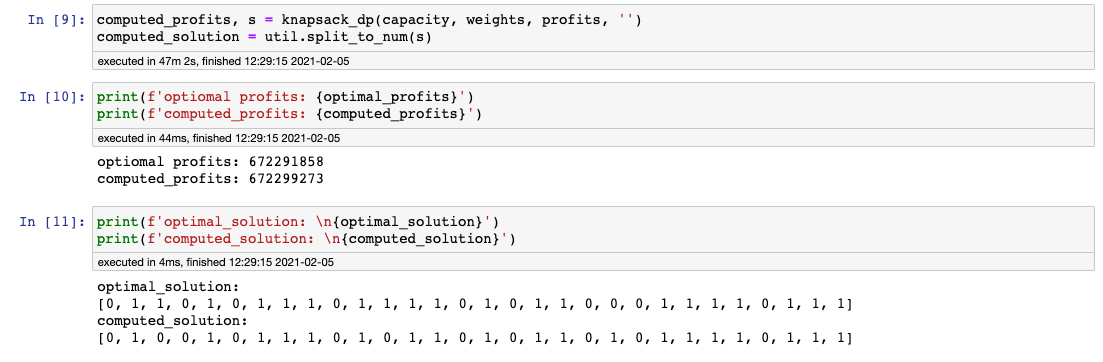 In [9]: computed_profits, s = knapsack_dp(capacity, weights, profits, '')
computed_solution = util.split_to_num(s)
executed in 47m 2s, finished 12:29:15 2021-02-05
In [10]: print(f'optiomal profits: {optimal_profits}')
print(f'computed_profits: {computed_profits}')
executed in 44ms, finished 12:29:15 2021-02-05
optiomal profits: 672291858
computed_profits: 672299273
In [11]: print(f'optimal_solution: \n{optimal_solution}')
print(f'computed_solution: \n{computed_solution}')
executed in 4ms, finished 12:29:15 2021-02-05
optimal_solution:
[0, 1, 1, 0, 1, 0, 1, 1, 1, 0, 1, 1, 1, 1, 0, 1, 0, 1, 1, 0, 0, 0, 1, 1, 1, 1, 0, 1, 1, 1]
computed_solution:
[0, 1, 0, 0, 1, 0, 1, 1, 1, 0, 1, 0, 1, 1, 0, 1, 0, 1, 1, 0, 1, 0, 1, 1, 1, 1, 0, 1, 1, 1]